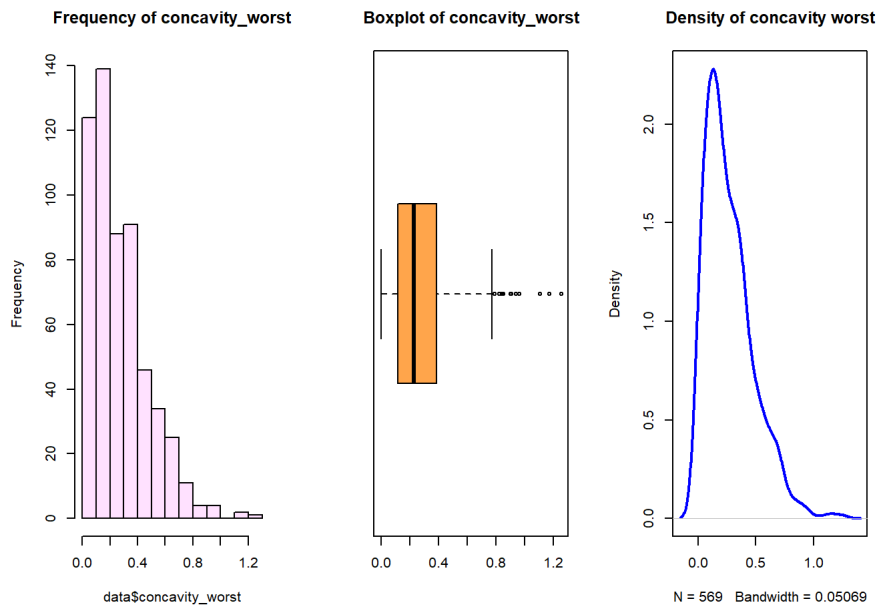 Frequency of concavity_worst
Frequency
0 20 40 60 80 100 120 140
0.0 0.4 0.8 1.2
data$concavity_worst
Boxplot of concavity_worst
0.0 0.4 0.8 1.2
Density of concavity worst
Density
0.0 0.5 1.0 1.5 2.0
0.0 0.5 1.0
N = 569 Bandwidth = 0.05069